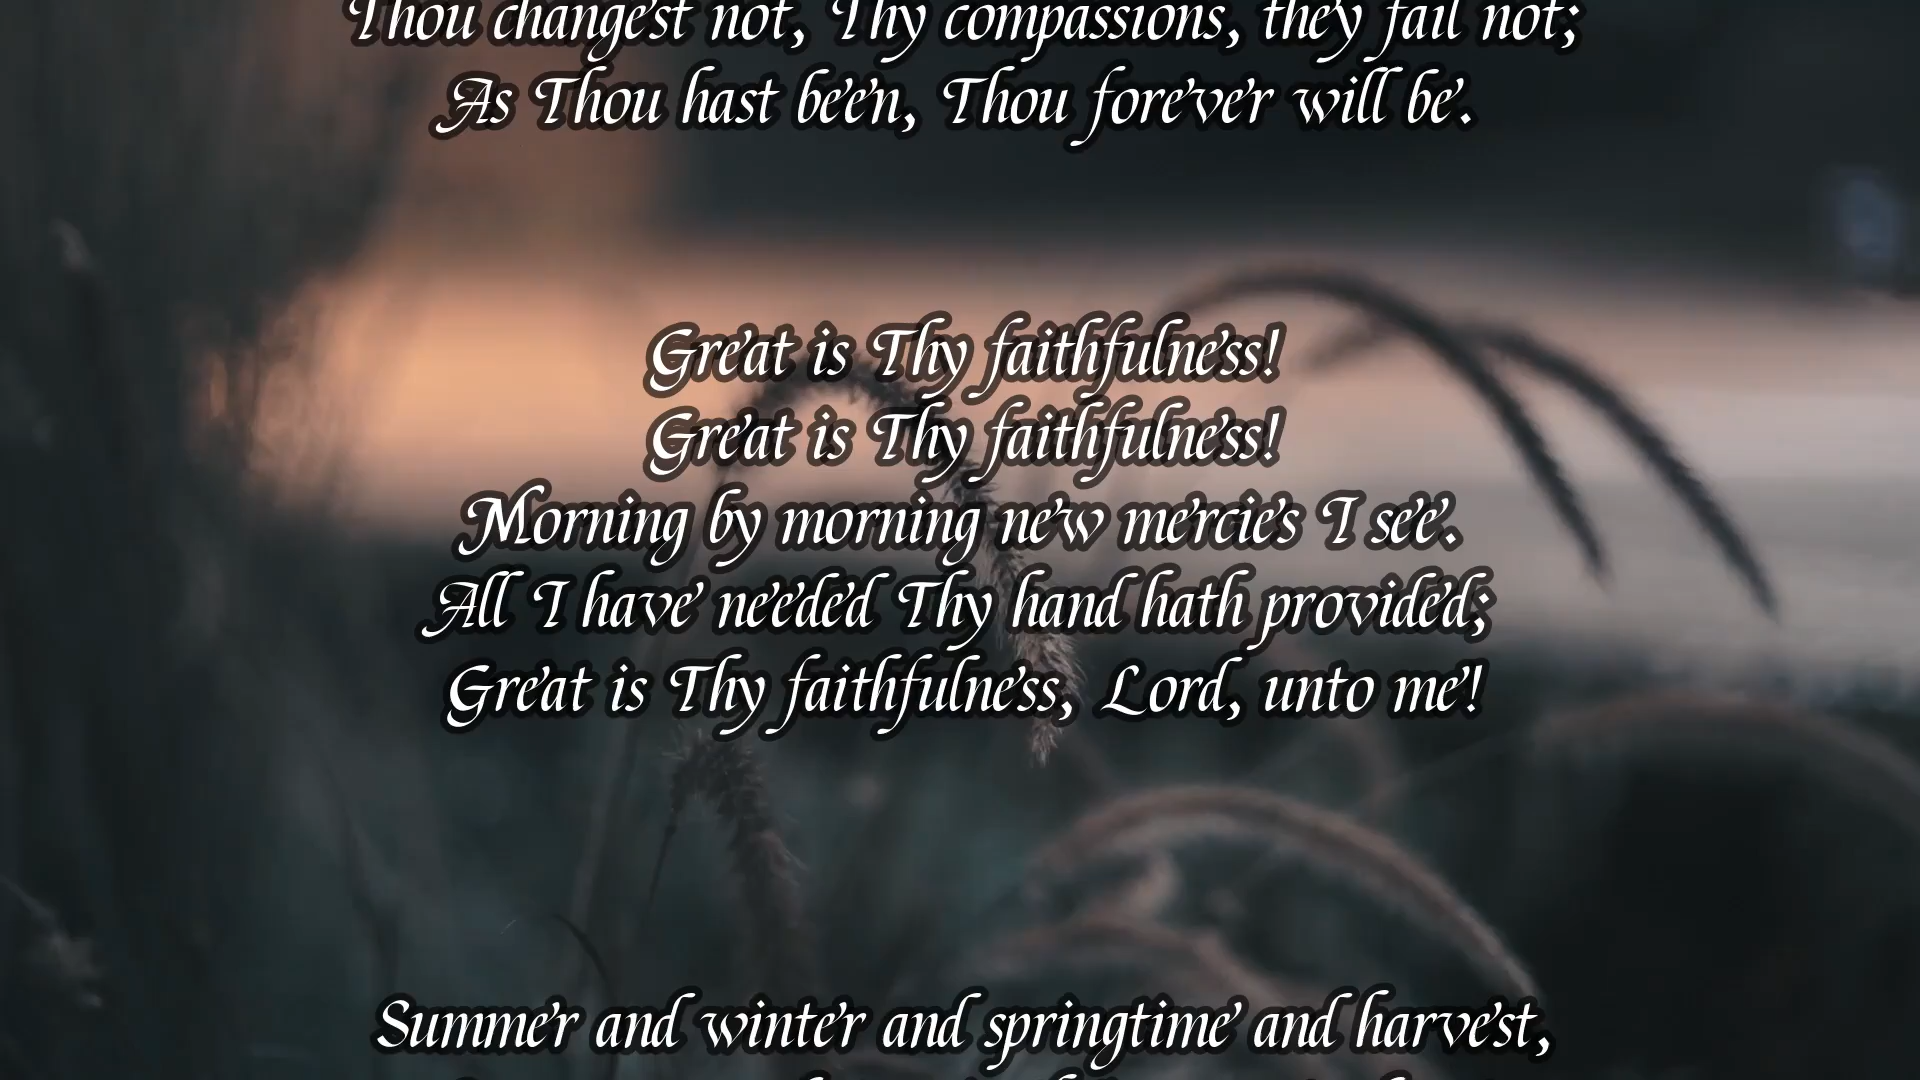 Thou changest not, Thy compassions, they fail not;
As Thou hast been, Thou forever will be.
Great is Thy faithfulness!
Great is Thy faithfulness!
Morning by morning new mercies I see.
All I have needed Thy hand hath provided;
Great is Thy faithfulness, Lord, unto me!
Summer and winter and springtime and harvest,